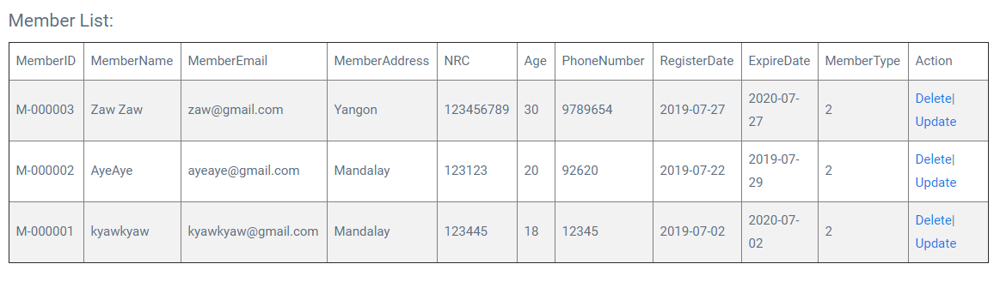 Member List:
MemberID MemberName MemberEmail MemberAddress NRC Age PhoneNumber RegisterDate ExpireDate MemberType Action
M-000003 Zaw Zaw zaw@gmail.com Yangon 123456789 30 9789654 2019-07-27 2020-07-27 2 Delete| Update
M-000002 AyeAye ayeaye@gmail.com Mandalay 123123 20 92620 2019-07-22 2019-07-29 2 Delete| Update
M-000001 kyawkyaw kyawkyaw@gmail.com Mandalay 123445 18 12345 2019-07-02 2020-07-02 2 Delete| Update